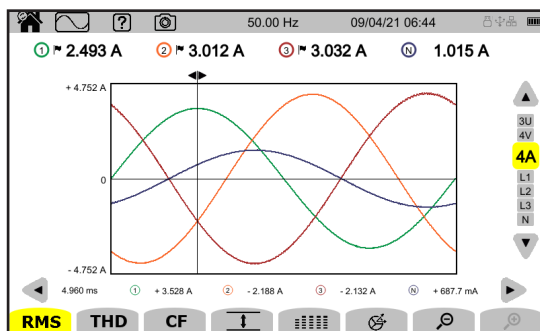 ? 50.00 Hz 09/04/21 06:44
1 2.493 A 2 3.012 A 3 3.032 A N 1.015 A
+ 4.752 A
0
- 4.752 A
3U
4V
4A
L1
L2
L3
N
4.960 ms 1 + 3.528 A 2 - 2.188 A 3 - 2.132 A N + 687.7 mA
RMS THD CF